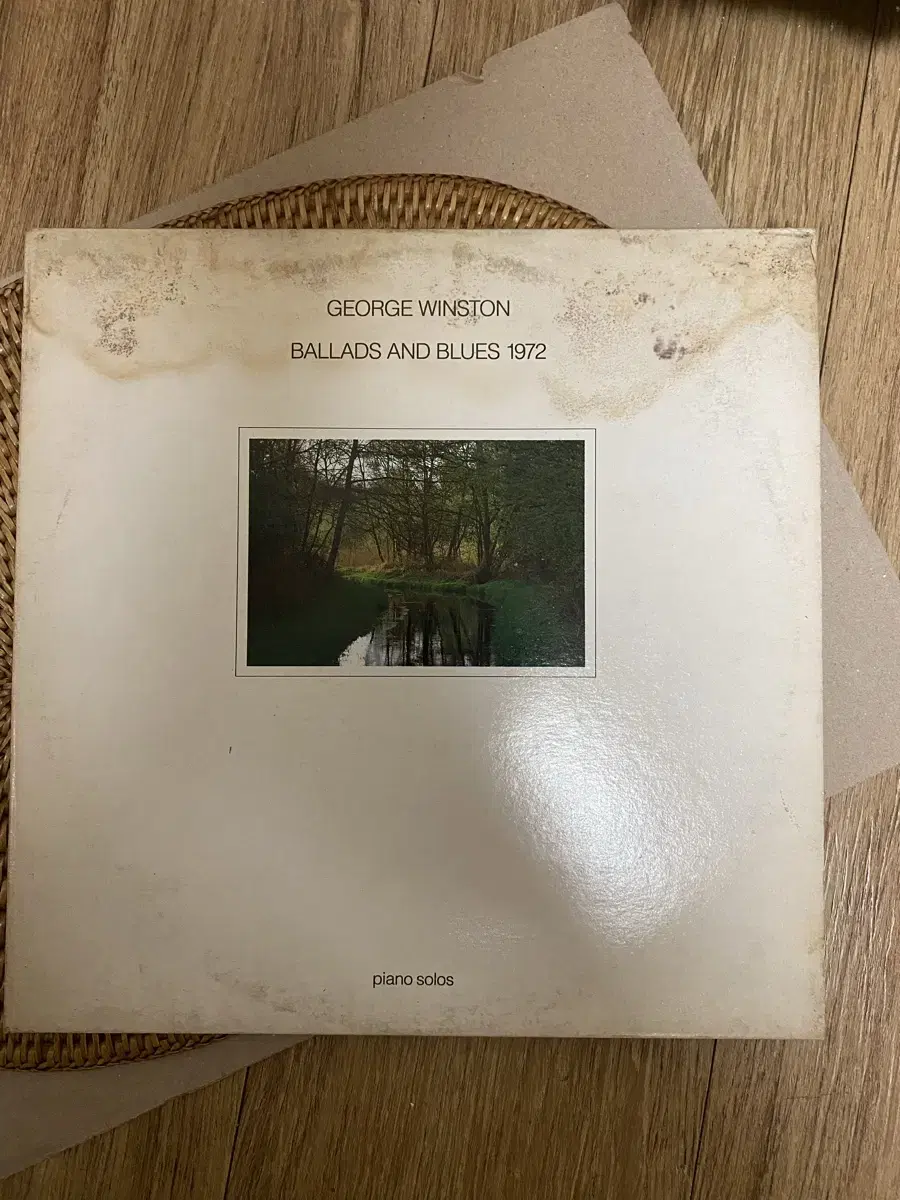 GEORGE WINSTON
BALLADS AND BLUES 1972
piano solos